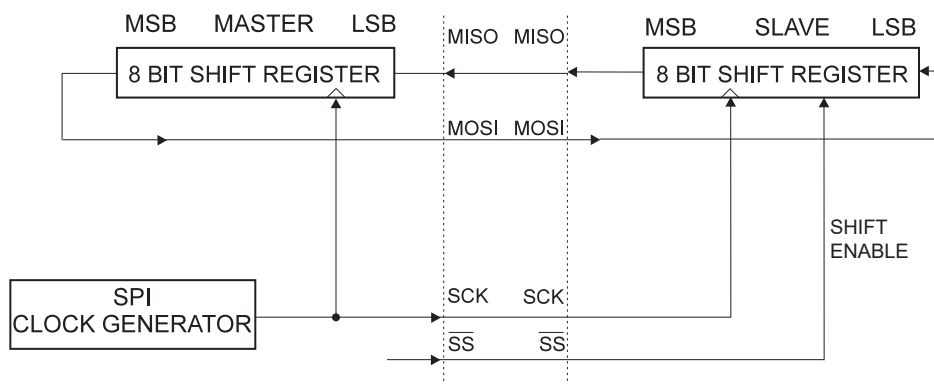 MSB MASTER LSB
MSB SLAVE LSB
8 BIT SHIFT REGISTER
MISO MISO
8 BIT SHIFT REGISTER
MOSI MOSI
SHIFT
ENABLE
SPI
CLOCK GENERATOR
SCK SCK
SS SS